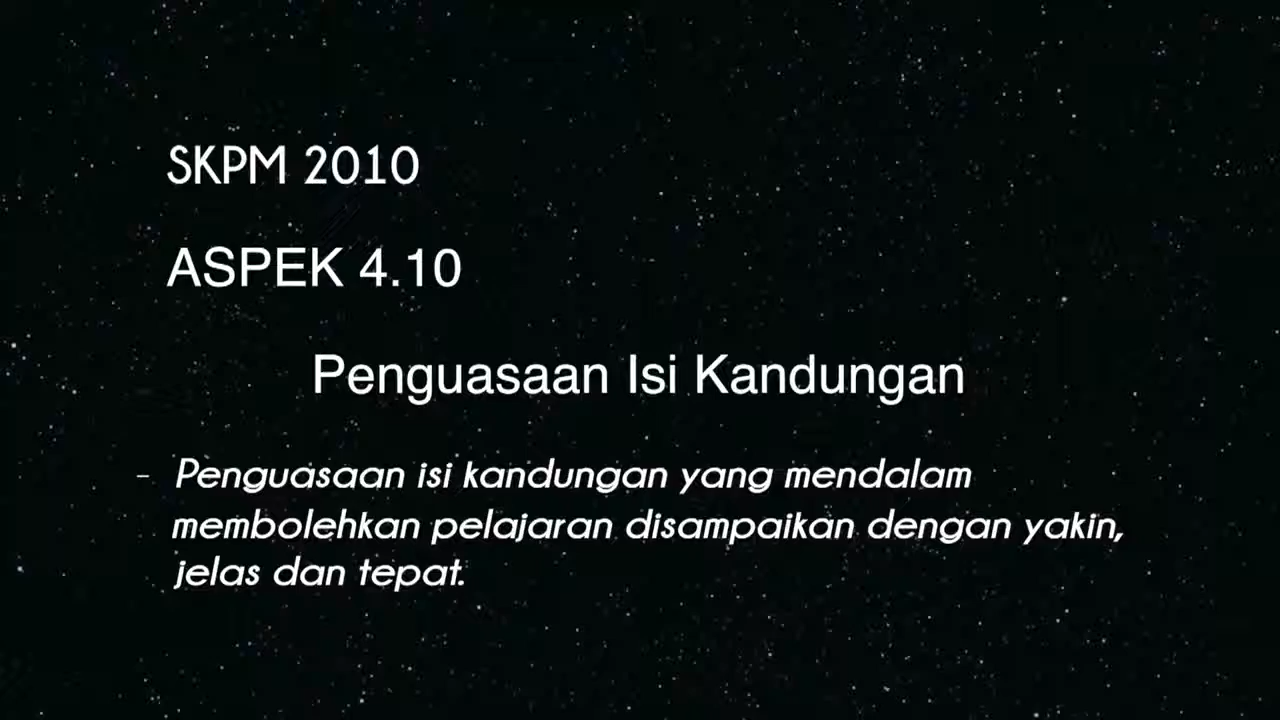 SKPM 2010
ASPEK 4.10
Penguasaan Isi Kandungan
- Penguasaan isi kandungan yang mendalam
membolehkan pelajaran disampaikan dengan yakin,
jelas dan tepat.